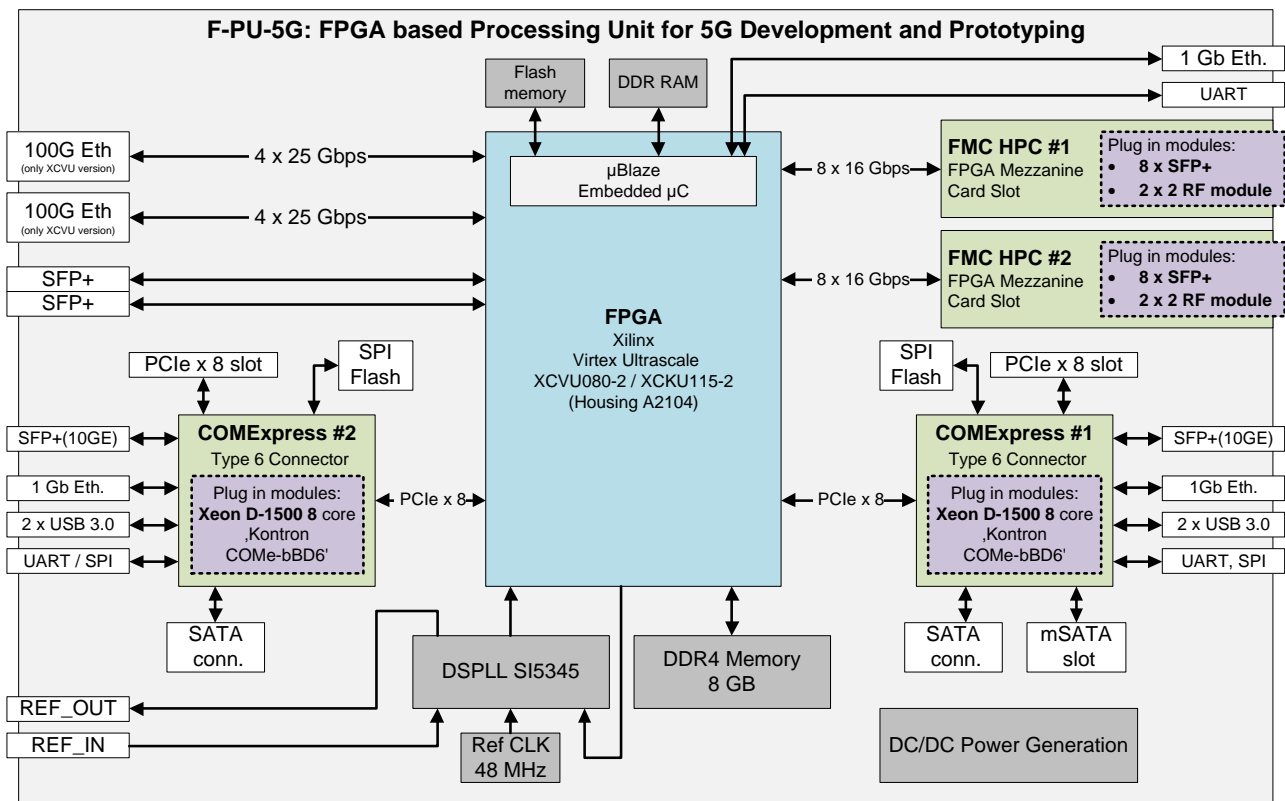 F-PU-5G: FPGA based Processing Unit for 5G Development and Prototyping
Flash
memory
DDR RAM
1 Gb Eth.
UART
100G Eth
(only XCVU version)
4 x 25 Gbps
100G Eth
(only XCVU version)
4 x 25 Gbps
SFP+
SFP+
µBlaze
Embedded µC
8 x 16 Gbps
FMC HPC #1
FPGA Mezzanine
Card Slot
Plug in modules:
• 8 x SFP+
• 2 x 2 RF module
8 x 16 Gbps
FMC HPC #2
FPGA Mezzanine
Card Slot
Plug in modules:
• 8 x SFP+
• 2 x 2 RF module
FPGA
Xilinx
Virtex Ultrascale
XCVU080-2 / XCKU115-2
(Housing A2104)
PCIe x 8 slot
SPI
Flash
SFP+(10GE)
1 Gb Eth.
2 x USB 3.0
UART / SPI
COMExpress #2
Type 6 Connector
Plug in modules:
Xeon D-1500 8 core
,Kontron
COMe-bBD6'
PCIe x 8
SATA
conn.
SPI
Flash
PCIe x 8 slot
PCIe x 8
COMExpress #1
Type 6 Connector
Plug in modules:
Xeon D-1500 8 core
,Kontron
COMe-bBD6'
SFP+(10GE)
1Gb Eth.
2 x USB 3.0
UART, SPI
SATA
conn.
mSATA
slot
DSPLL SI5345
DDR4 Memory
8 GB
REF_OUT
REF_IN
Ref CLK
48 MHz
DC/DC Power Generation